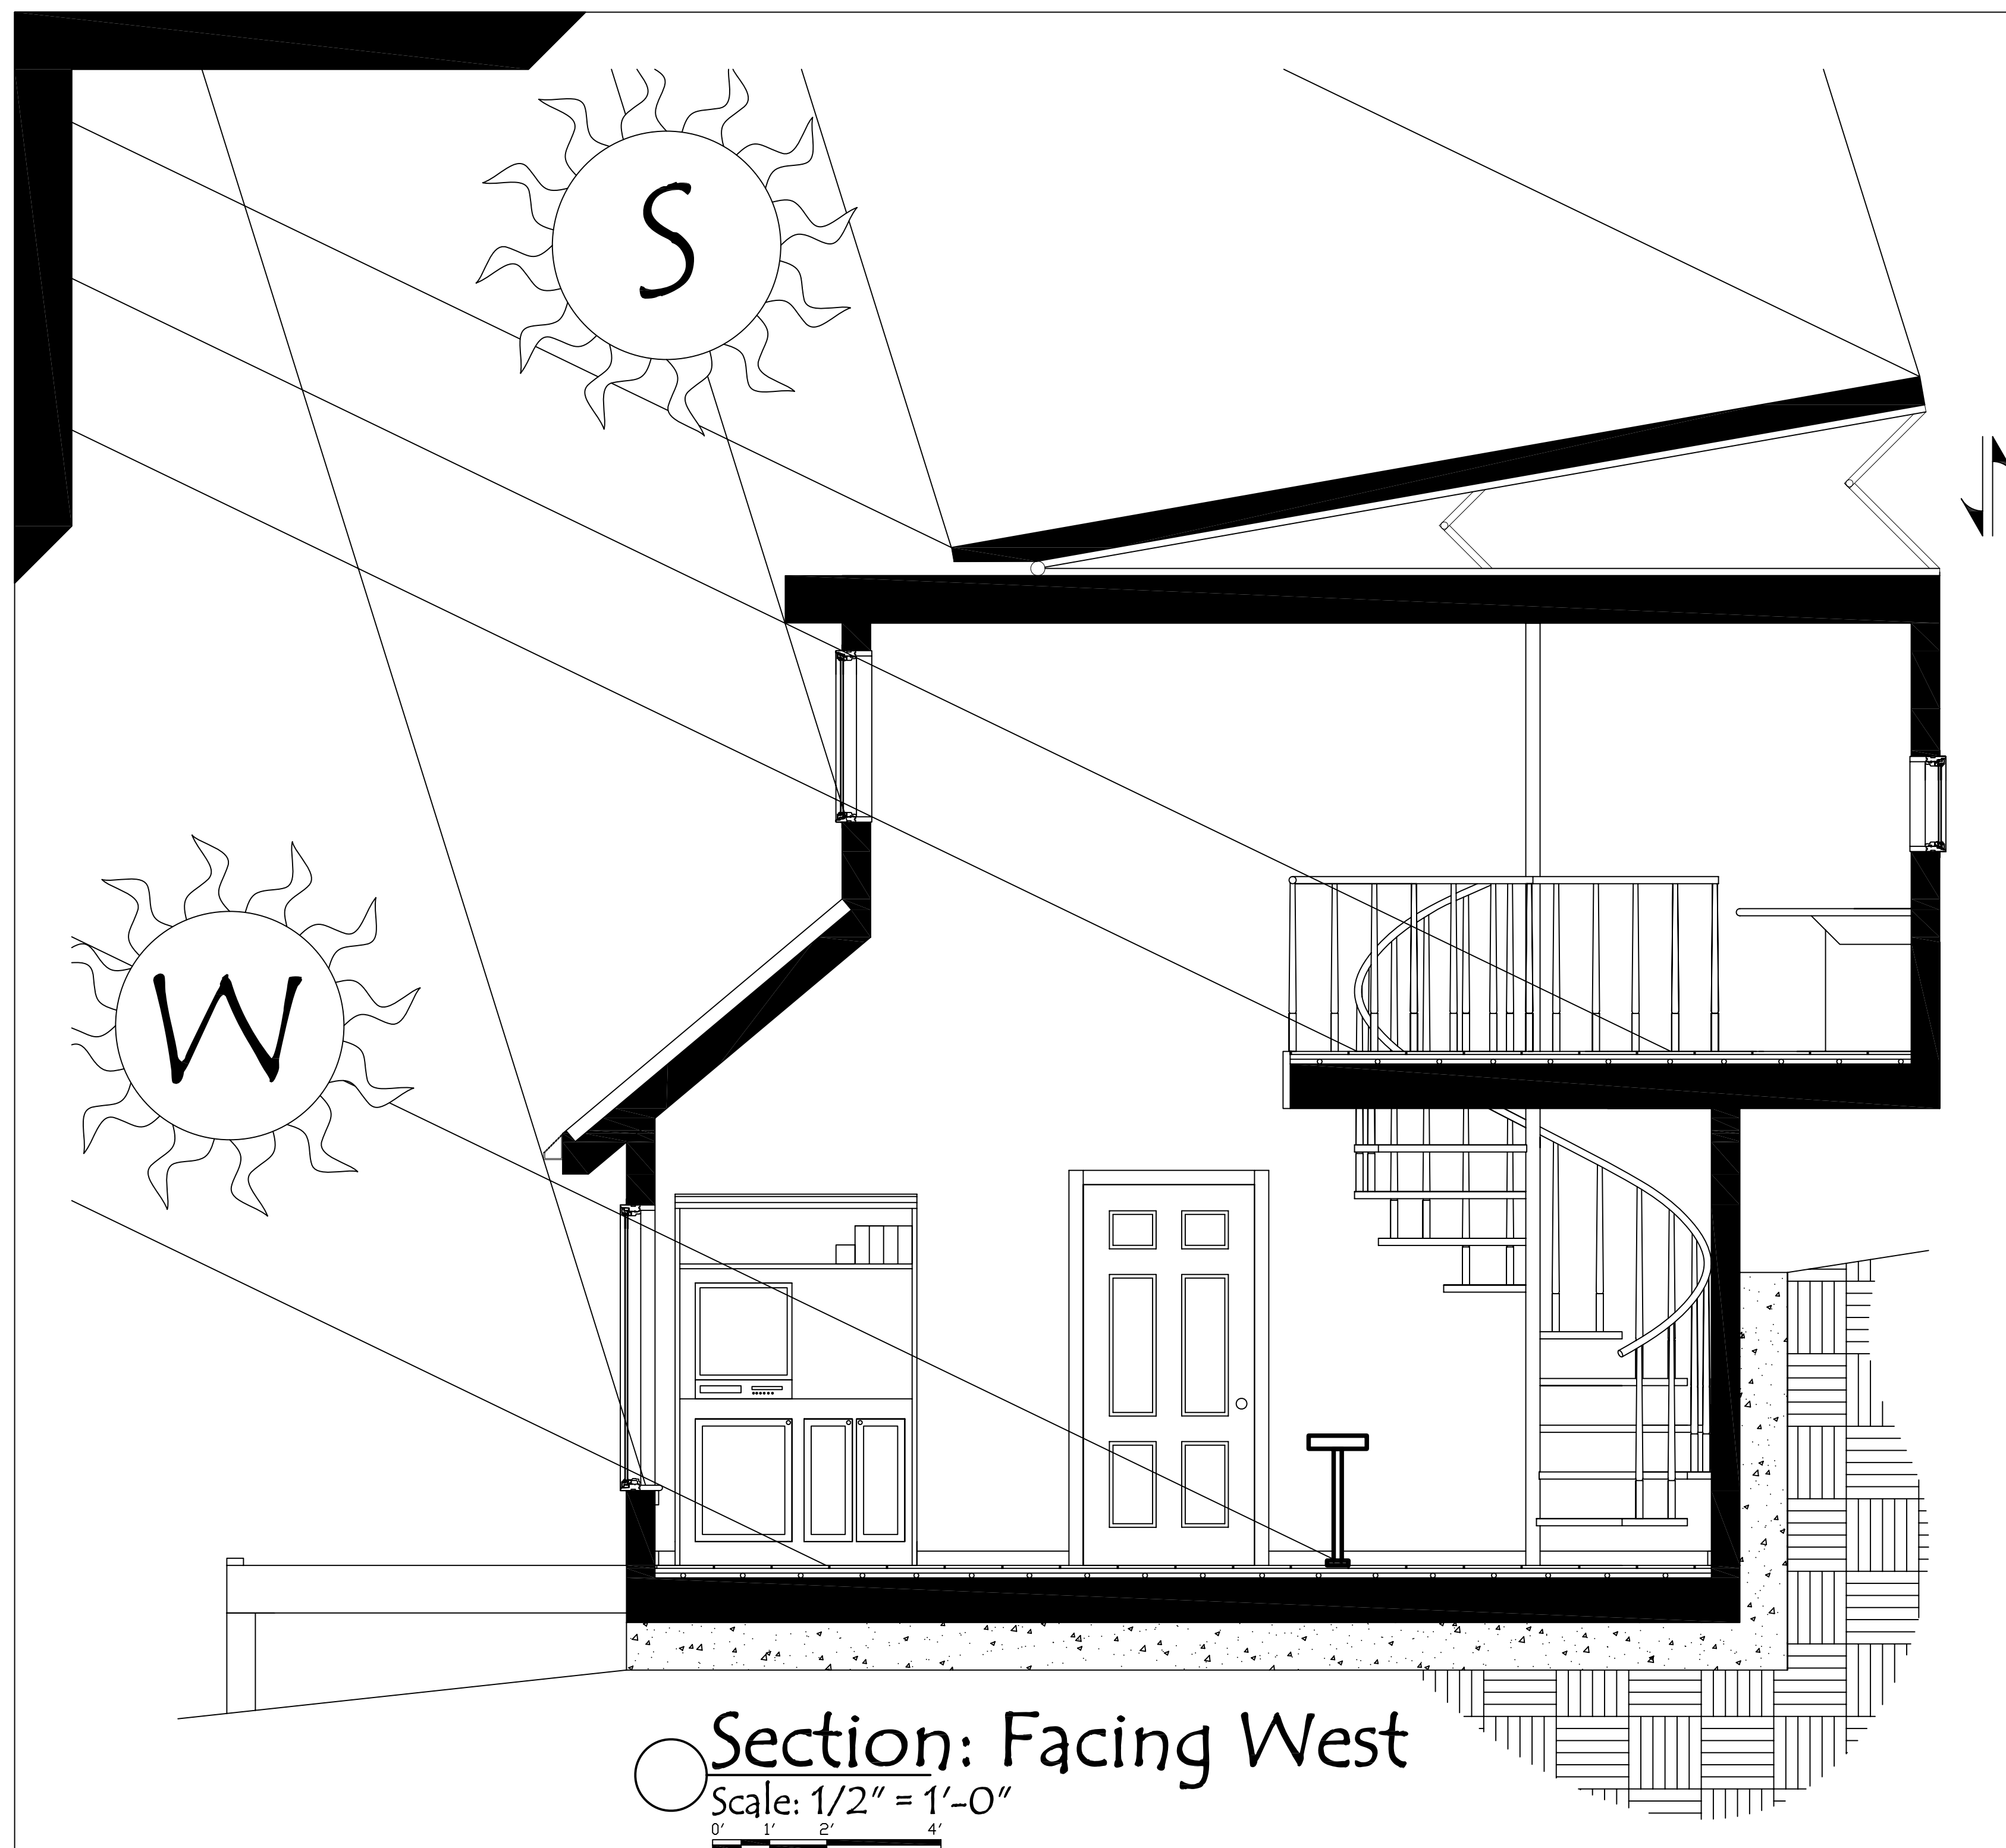 S
W
Section: Facing West
Scale: 1/2" = 1'-0"
0' 1' 2' 4'